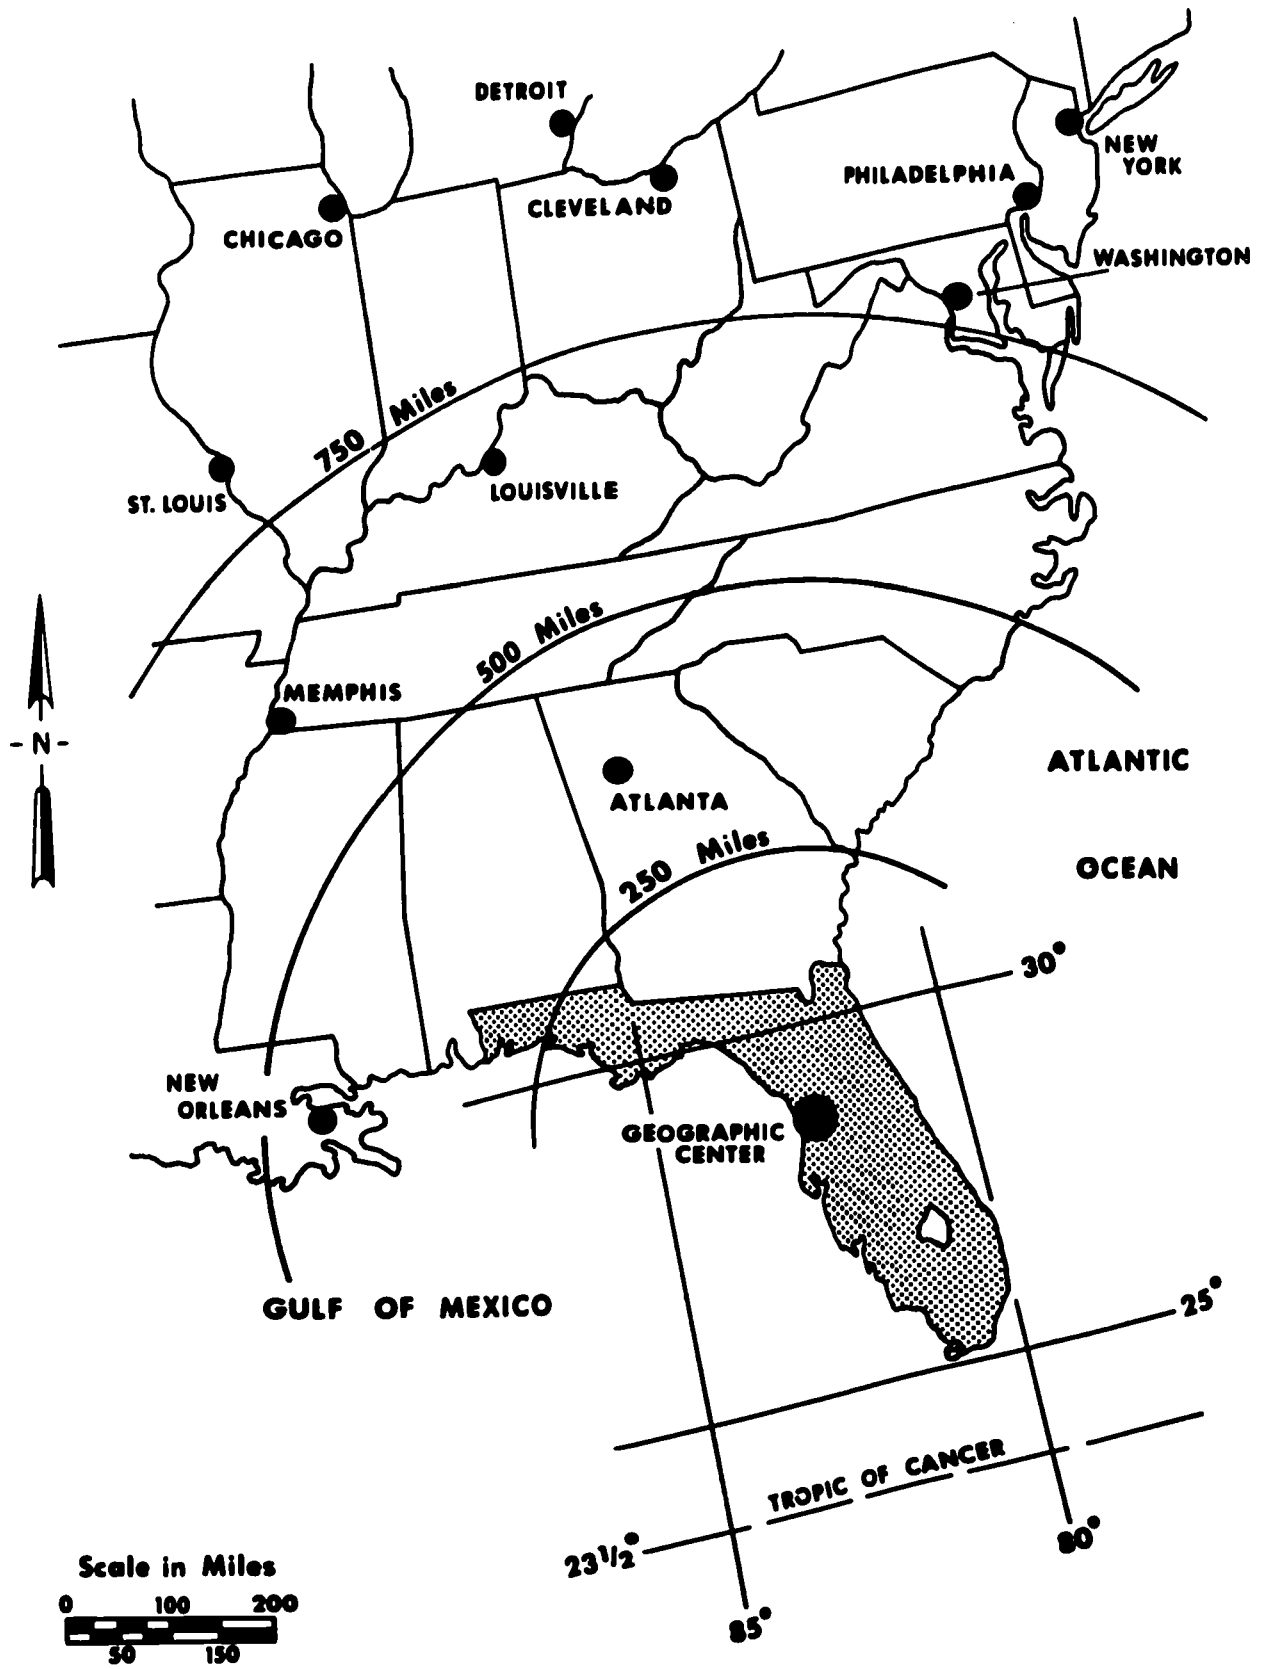 DETROIT
NEW
YORK
PHILADELPHIA
CLEVELAND
CHICAGO
WASHINGTON
750 Miles
LOUISVILLE
ST. LOUIS
500 Miles
MEMPHIS
- N -
ATLANTIC
ATLANTA
250 Miles
OCEAN
30°
NEW
ORLEANS
GEOGRAPHIC
CENTER
GULF OF MEXICO
25°
TROPIC OF CANCER
23½°
80°
85°
Scale in Miles
0 100 200
50 150